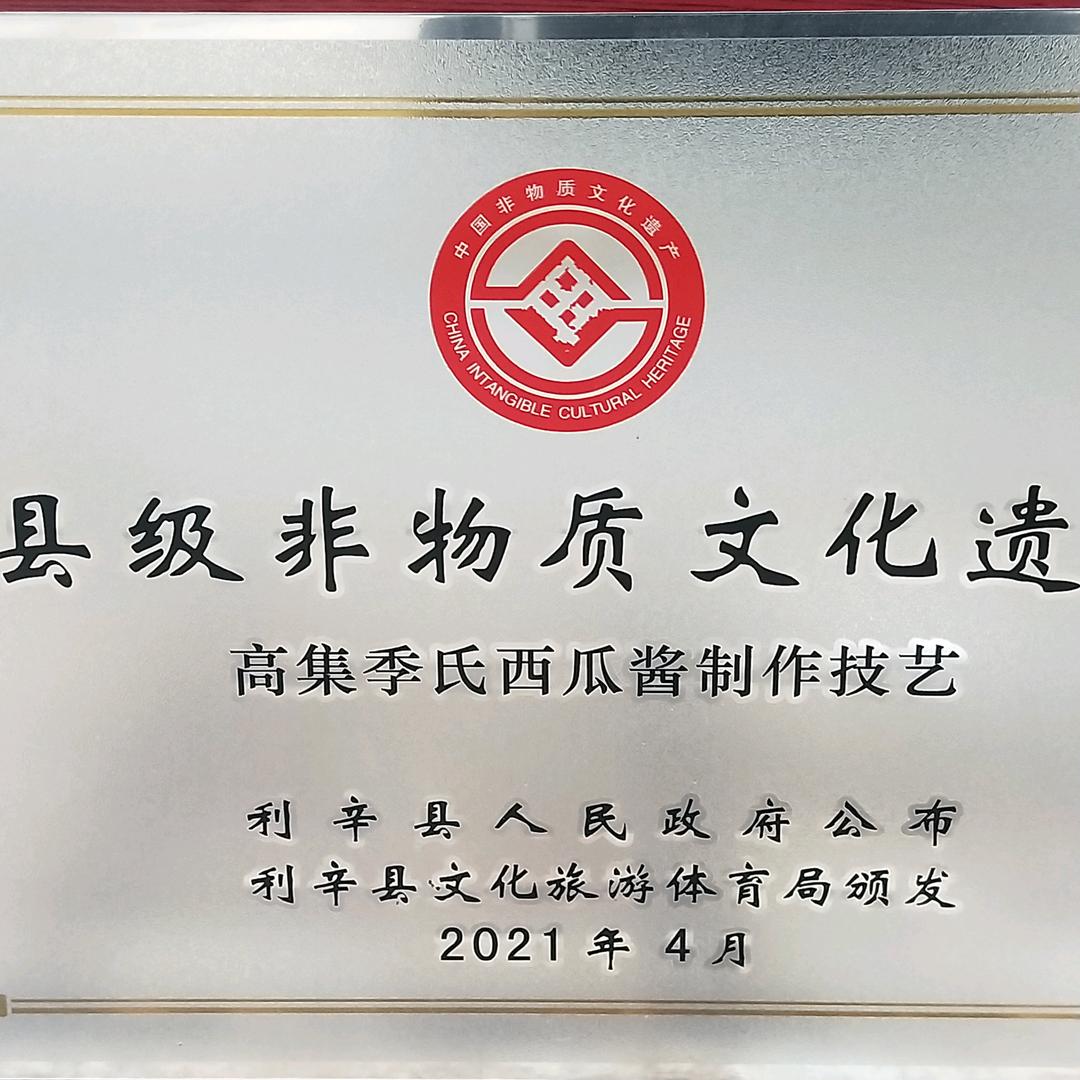 中国非物质文化遗产
CHINA INTANGIBLE CULTURAL HERITAGE
县级非物质文化遗
高集季氏西瓜酱制作技艺
利辛县人民政府公布
利辛县文化旅游体育局颁发
2021年4月